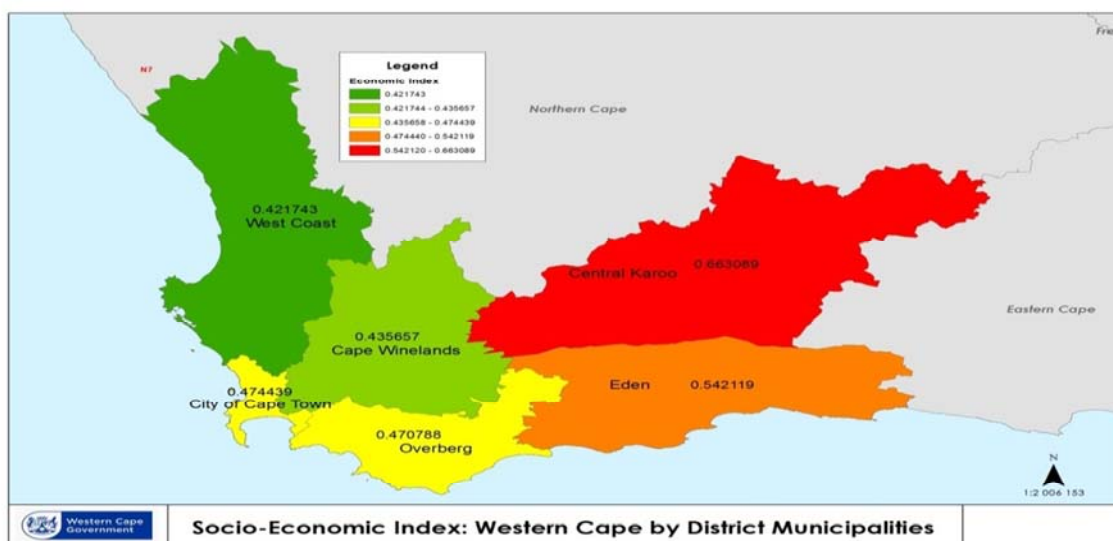 Frie
N7
Legend
Economic Index
0.421743
0.421744 - 0.435657
0.435658 - 0.474439
0.474440 - 0.542119
0.542120 - 0.663089
Northern Cape
0.421743
West Coast
Central Karoo 0.663089
Eastern Cape
0.435657
Cape Winelands
Eden 0.542119
0.474439
City of Cape Town
0.470788
Overberg
N
1:2 006 153
Western Cape
Government
Socio-Economic Index: Western Cape by District Municipalities